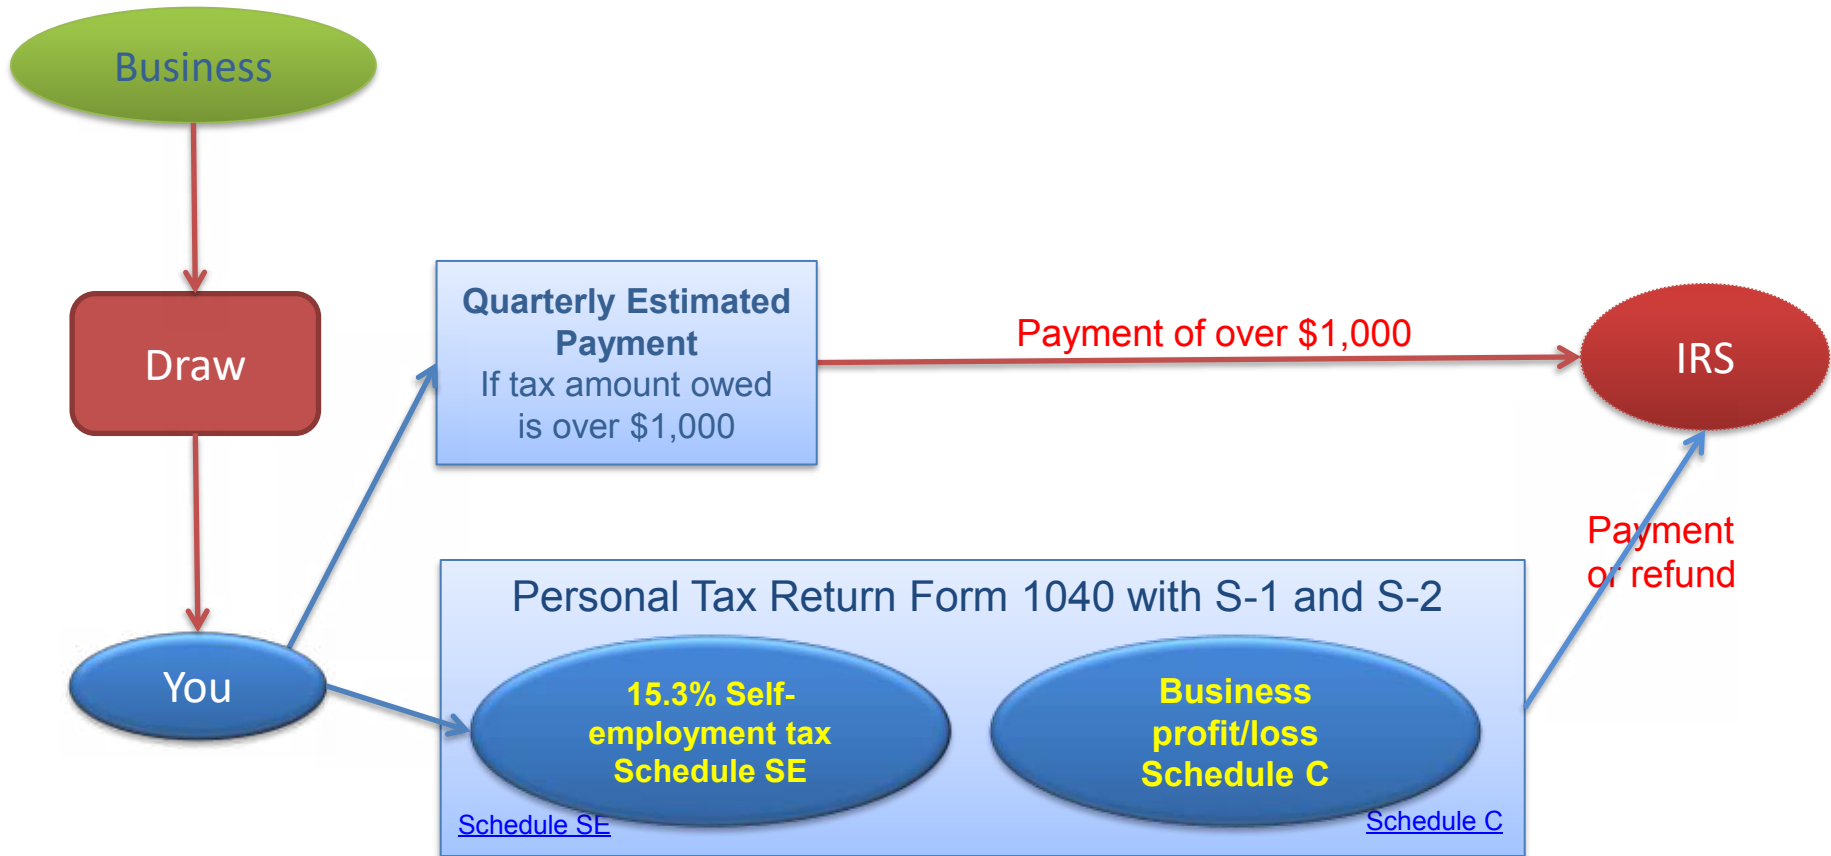 Business
Draw
You
Quarterly Estimated
Payment
If tax amount owed
is over $1,000
Payment of over $1,000
IRS
Payment
or refund
Personal Tax Return Form 1040 with S-1 and S-2
15.3% Self-
employment tax
Schedule SE
Business
profit/loss
Schedule C
Schedule SE
Schedule C